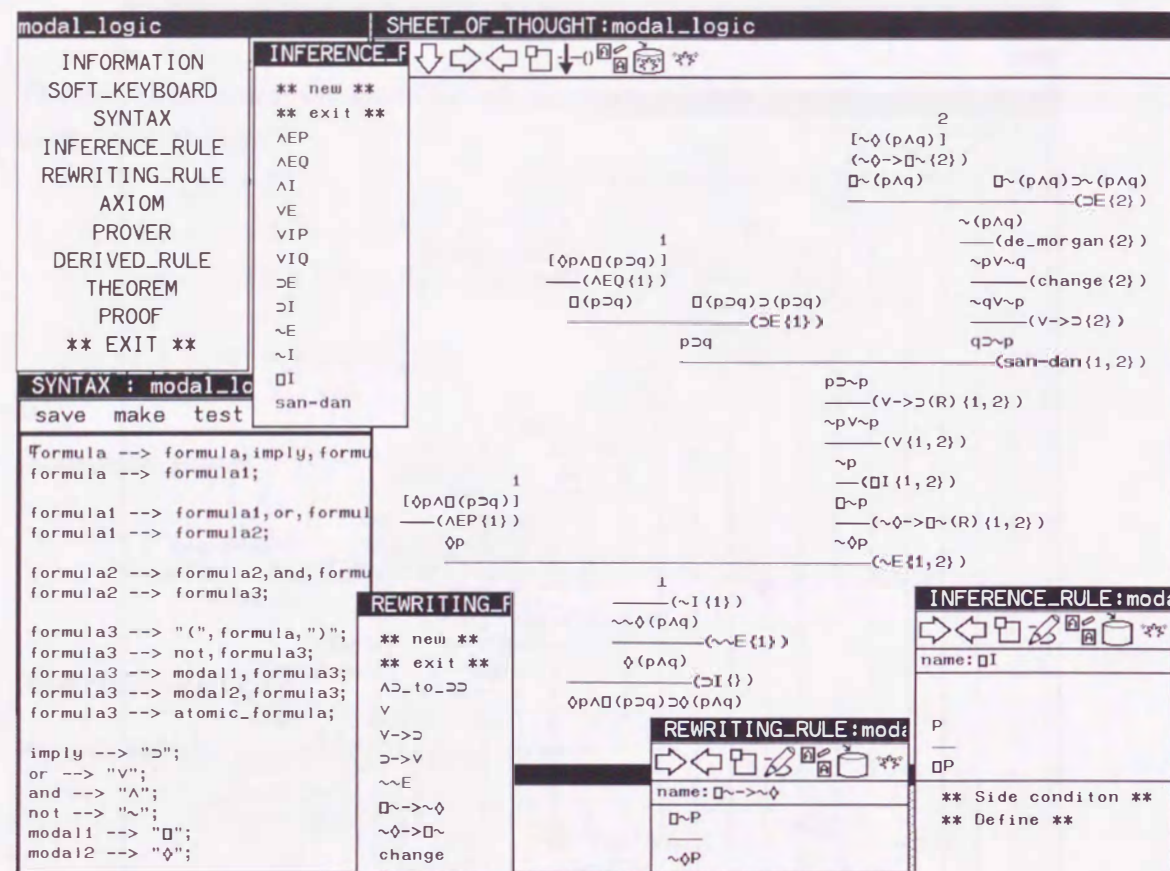 modal_logic
INFORMATION
SOFT_KEYBOARD
SYNTAX
INFERENCE_RULE
REWRITING_RULE
AXIOM
PROVER
DERIVED_RULE
THEOREM
PROOF
** EXIT **
INFERENCE_R
** new **
** exit **
∧EP
∧EQ
∧I
∨E
∨IP
∨IQ
⊃E
⊃I
~E
~I
▯I
san-dan
SYNTAX : modal_lo
save make test
formula --> formula,imply,formu
formula --> formula1;
formula1 --> formula1,or,formul
formula1 --> formula2;
formula2 --> formula2,and,formu
formula2 --> formula3;
formula3 --> "(",formula,")";
formula3 --> not,formula3;
formula3 --> modal1,formula3;
formula3 --> modal2,formula3;
formula3 --> atomic_formula;
imply --> "⊃";
or --> "∨";
and --> "∧";
not --> "~";
modal1 --> "▯";
modal2 --> "◊";
SHEET_OF_THOUGHT:modal_logic
2
[~◊(p∧q)]
(~◊->▯~{2})
▯~(p∧q) ▯~(p∧q)⊃~(p∧q)
(⊃E{2})
~(p∧q)
(de_morgan{2})
~p∨~q
(change{2})
~q∨~p
(∨->⊃{2})
q⊃~p
1
[◊p∧▯(p⊃q)]
(∧EQ{1})
▯(p⊃q) ▯(p⊃q)⊃(p⊃q)
(⊃E{1})
p⊃q
(san-dan{1,2})
p⊃~p
(∨->⊃(R){1,2})
~p∨~p
(∨{1,2})
~p
(▯I{1,2})
▯~p
(~◊->▯~(R){1,2})
~◊p
1
[◊p∧▯(p⊃q)]
(∧EP{1})
◊p
(~E{1,2})
⊥
(~I{1})
~~◊(p∧q)
(~~E{1})
◊(p∧q)
(⊃I{})
◊p∧▯(p⊃q)⊃◊(p∧q)
REWRITING_R
** new **
** exit **
∧⊃_to_⊃⊃
∨
∨->⊃
⊃->∨
~~E
▯~->~◊
~◊->▯~
change
REWRITING_RULE:moda
name:▯~->~◊
▯~P
~◊P
INFERENCE_RULE:moda
name:▯I
P
▯P
** Side conditon **
** Define **